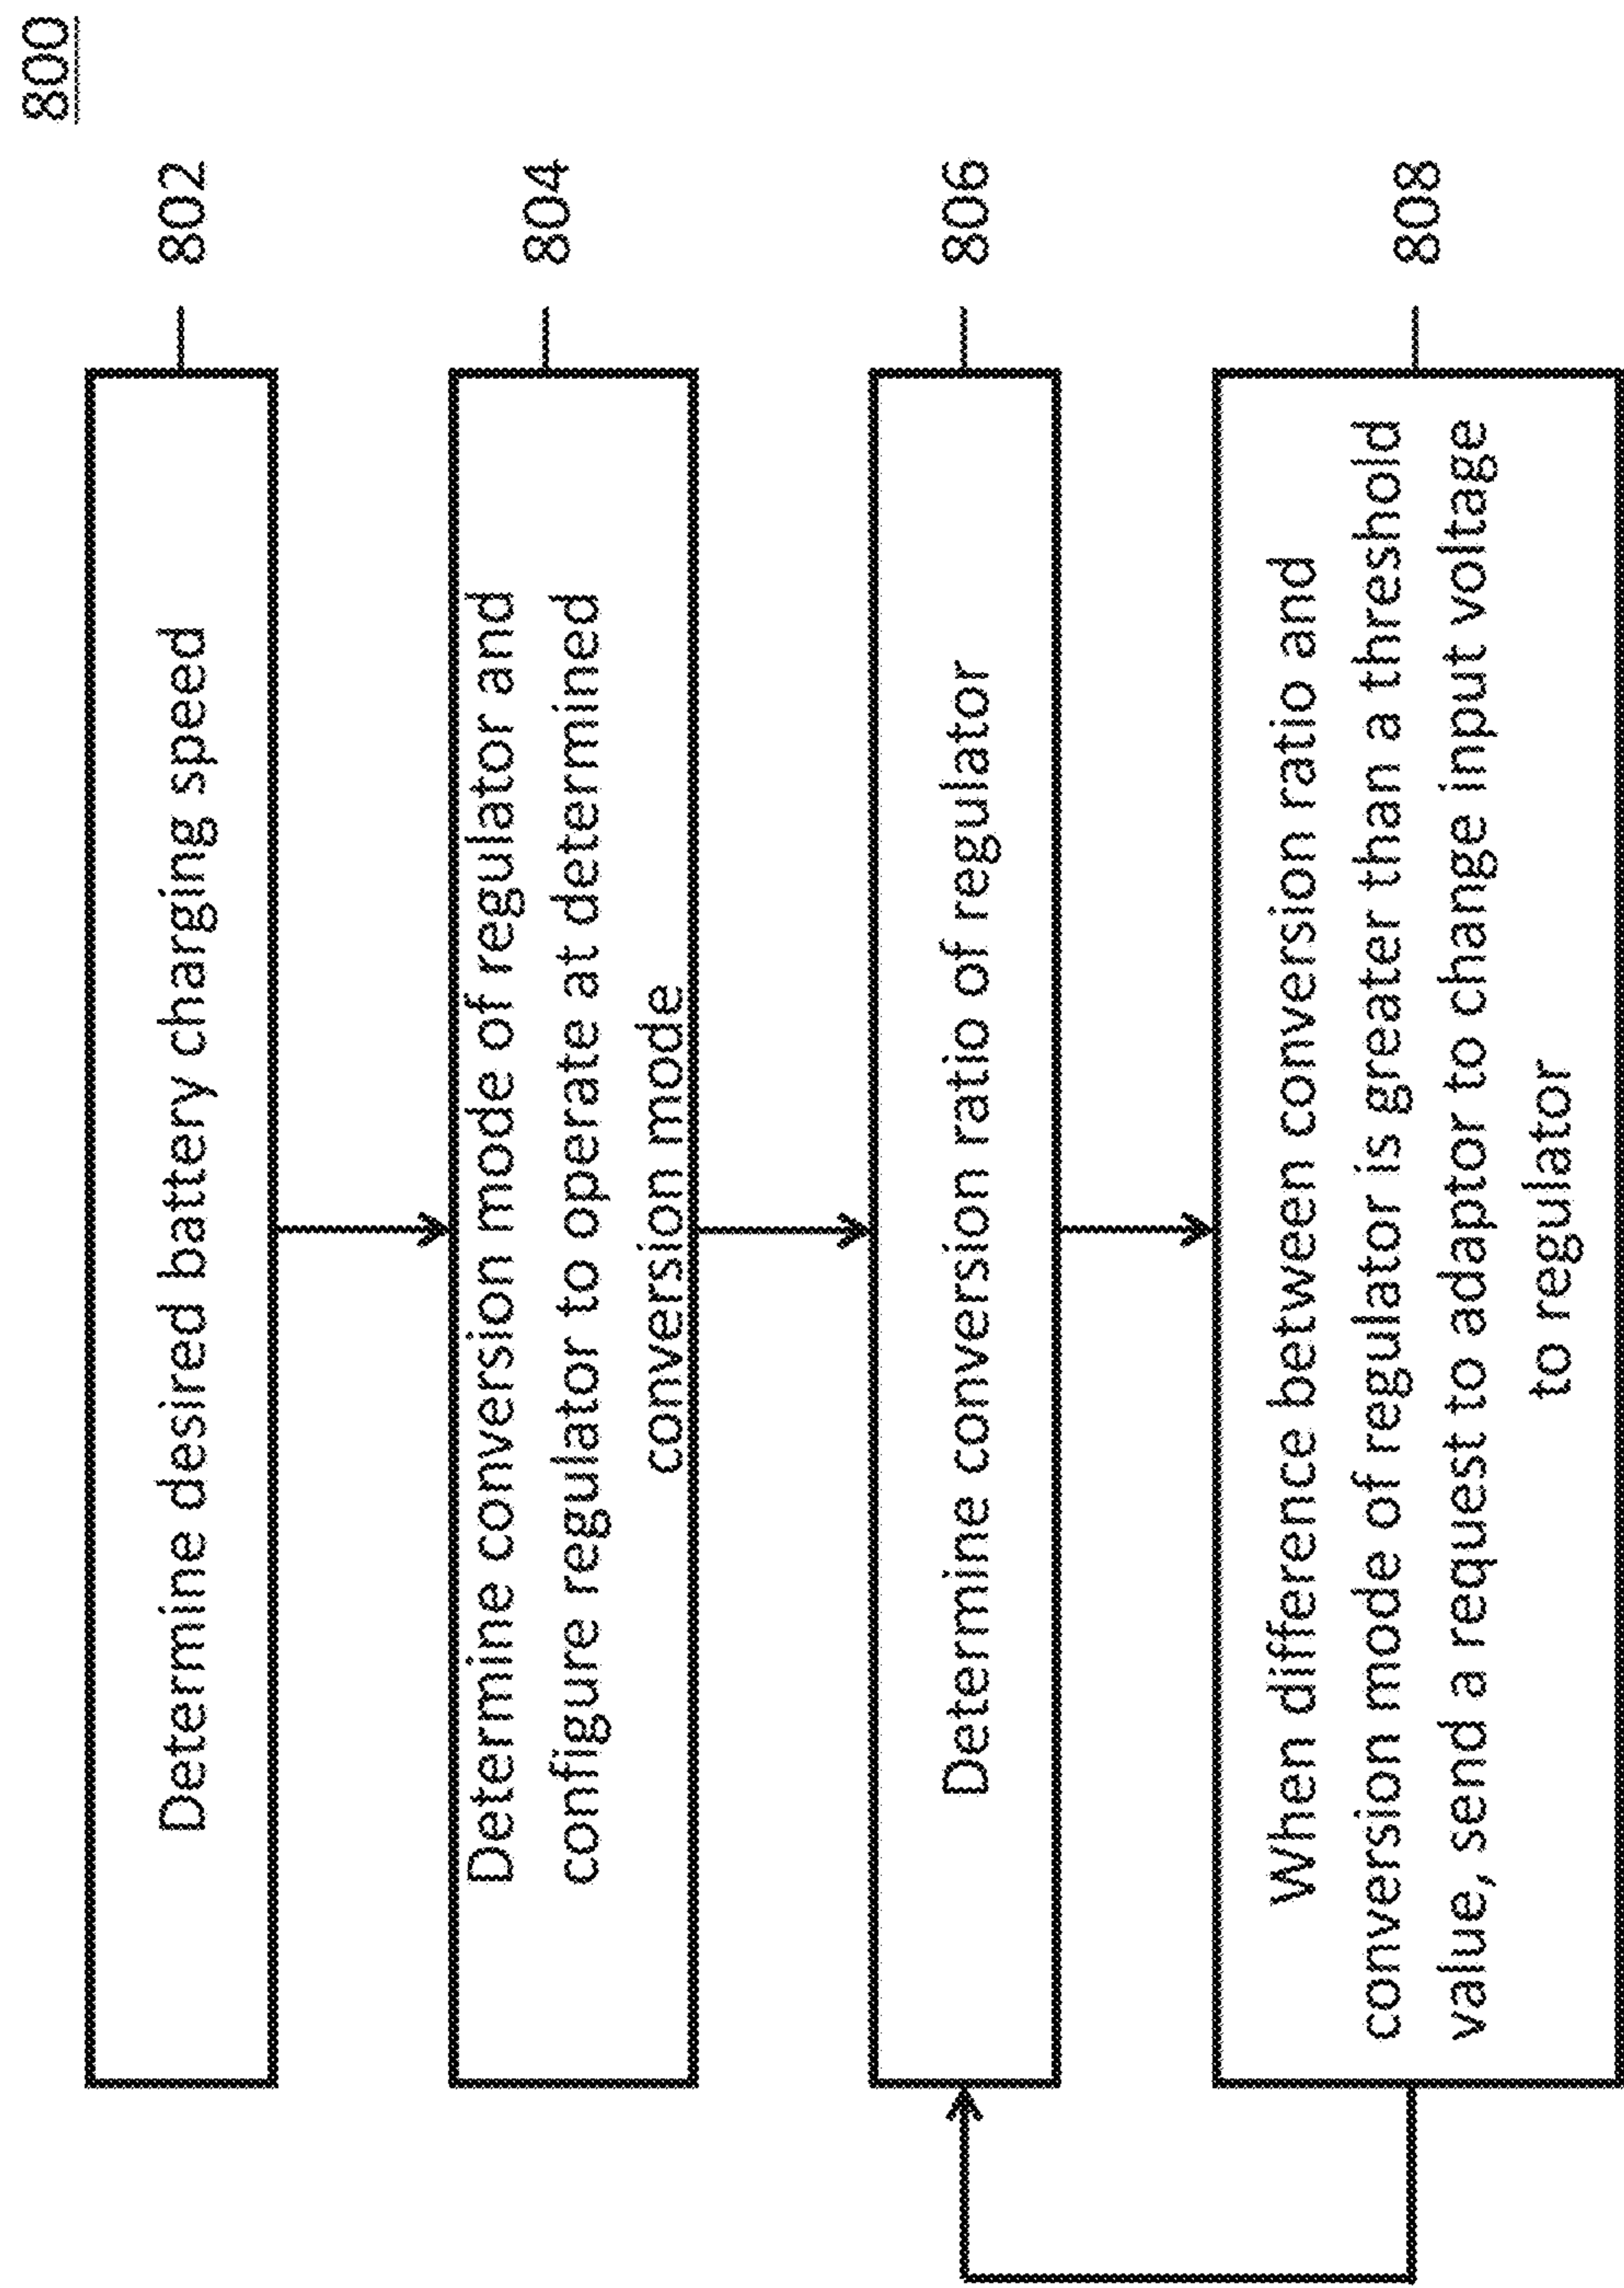 800
Determine desired battery charging speed
802
Determine conversion mode of regulator and
configure regulator to operate at determined
conversion mode
804
Determine conversion ratio of regulator
806
When difference between conversion ratio and
conversion mode of regulator is greater than a threshold
value, send a request to adaptor to change input voltage
to regulator
808